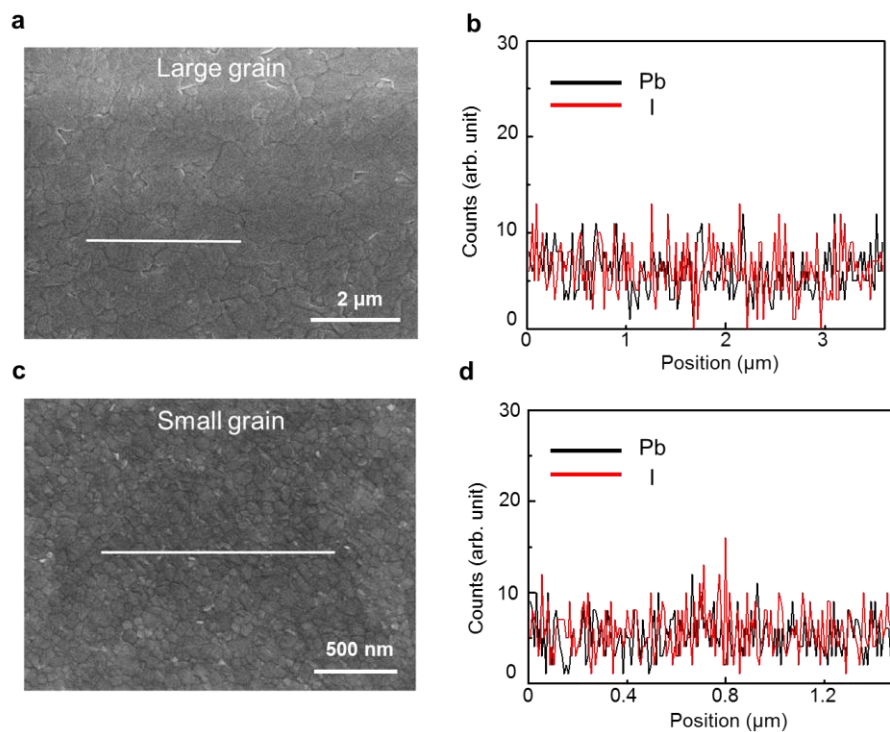 a
Large grain
2 µm
b
30
20
10
0
Counts (arb. unit)
Pb
I
0 1 2 3
Position (µm)
c
Small grain
500 nm
d
30
20
10
0
Counts (arb. unit)
Pb
I
0 0.4 0.8 1.2
Position (µm)